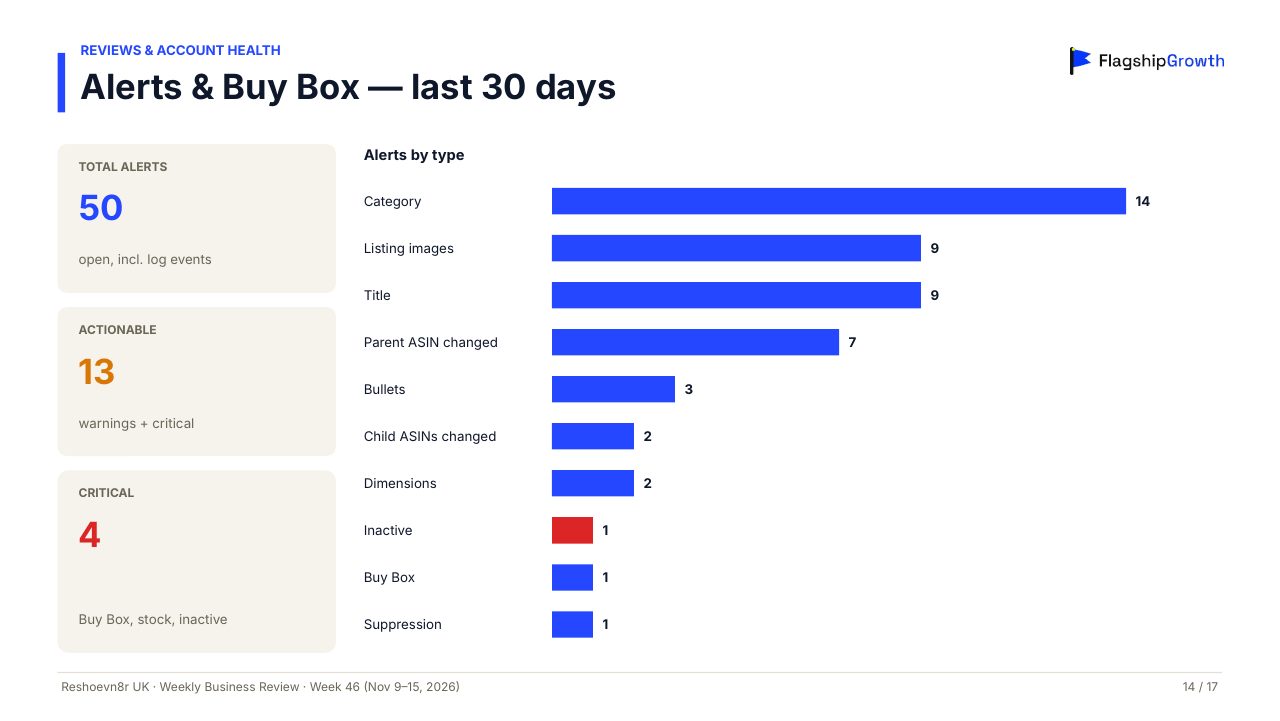 REVIEWS & ACCOUNT HEALTH
Alerts & Buy Box — last 30 days
FlagshipGrowth
TOTAL ALERTS
50
open, incl. log events
ACTIONABLE
13
warnings + critical
CRITICAL
4
Buy Box, stock, inactive
Alerts by type
Category 14
Listing images 9
Title 9
Parent ASIN changed 7
Bullets 3
Child ASINs changed 2
Dimensions 2
Inactive 1
Buy Box 1
Suppression 1
Reshoevn8r UK · Weekly Business Review · Week 46 (Nov 9–15, 2026)
14 / 17